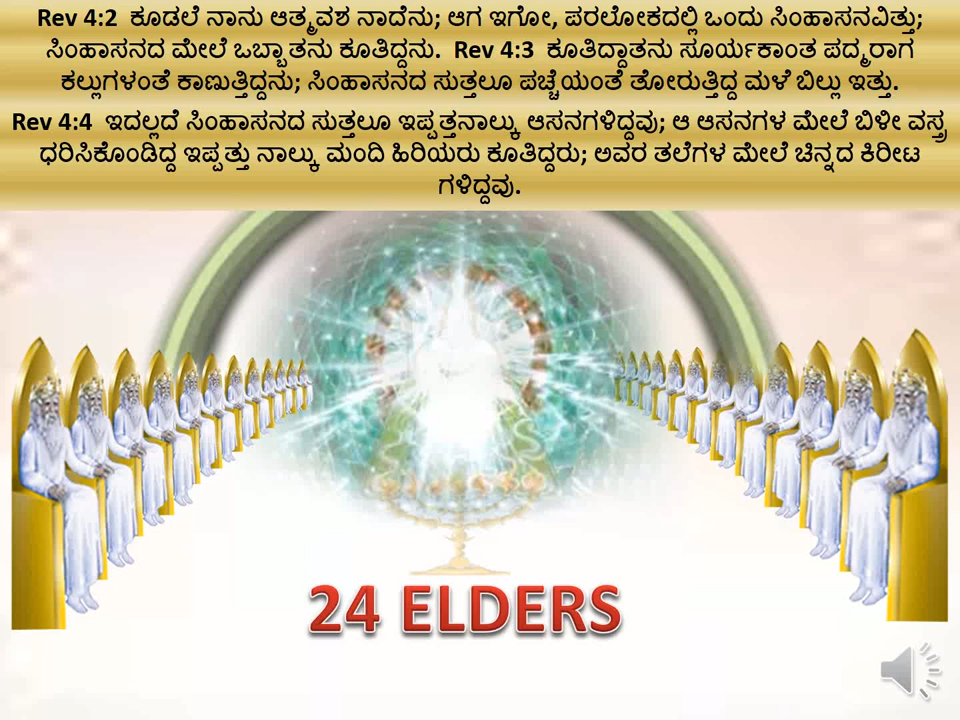 Rev 4:2 ಕೂಡಲೆ ನಾನು ಆತ್ಮವಶ ನಾದೆನು; ಆಗ ಇಗೋ, ಪರಲೋಕದಲ್ಲಿ ಒಂದು ಸಿಂಹಾಸನವಿತ್ತು;
ಸಿಂಹಾಸನದ ಮೇಲೆ ಒಬ್ಬಾತನು ಕೂತಿದ್ದನು. Rev 4:3 ಕೂತಿದ್ದಾತನು ಸೂರ್ಯಕಾಂತ ಪದ್ಮರಾಗ
ಕಲ್ಲುಗಳಂತೆ ಕಾಣುತ್ತಿದ್ದನು; ಸಿಂಹಾಸನದ ಸುತ್ತಲೂ ಪಚ್ಚೆಯಂತೆ ತೋರುತ್ತಿದ್ದ ಮಳೆ ಬಿಲ್ಲು ಇತ್ತು.
Rev 4:4 ಇದಲ್ಲದೆ ಸಿಂಹಾಸನದ ಸುತ್ತಲೂ ಇಪ್ಪತ್ತನಾಲ್ಕು ಆಸನಗಳಿದ್ದವು; ಆ ಆಸನಗಳ ಮೇಲೆ ಬಿಳೀ ವಸ್ತ್ರ
ಧರಿಸಿಕೊಂಡಿದ್ದ ಇಪ್ಪತ್ತು ನಾಲ್ಕು ಮಂದಿ ಹಿರಿಯರು ಕೂತಿದ್ದರು; ಅವರ ತಲೆಗಳ ಮೇಲೆ ಚಿನ್ನದ ಕಿರೀಟ
ಗಳಿದ್ದವು.
24 ELDERS